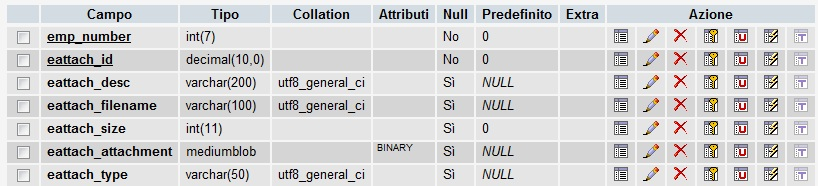 Campo Tipo Collation Attributi Null Predefinito Extra Azione
emp_number int(7) No 0
eattach_id decimal(10,0) No 0
eattach_desc varchar(200) utf8_general_ci Sì NULL
eattach_filename varchar(100) utf8_general_ci Sì NULL
eattach_size int(11) Sì 0
eattach_attachment mediumblob BINARY Sì NULL
eattach_type varchar(50) utf8_general_ci Sì NULL